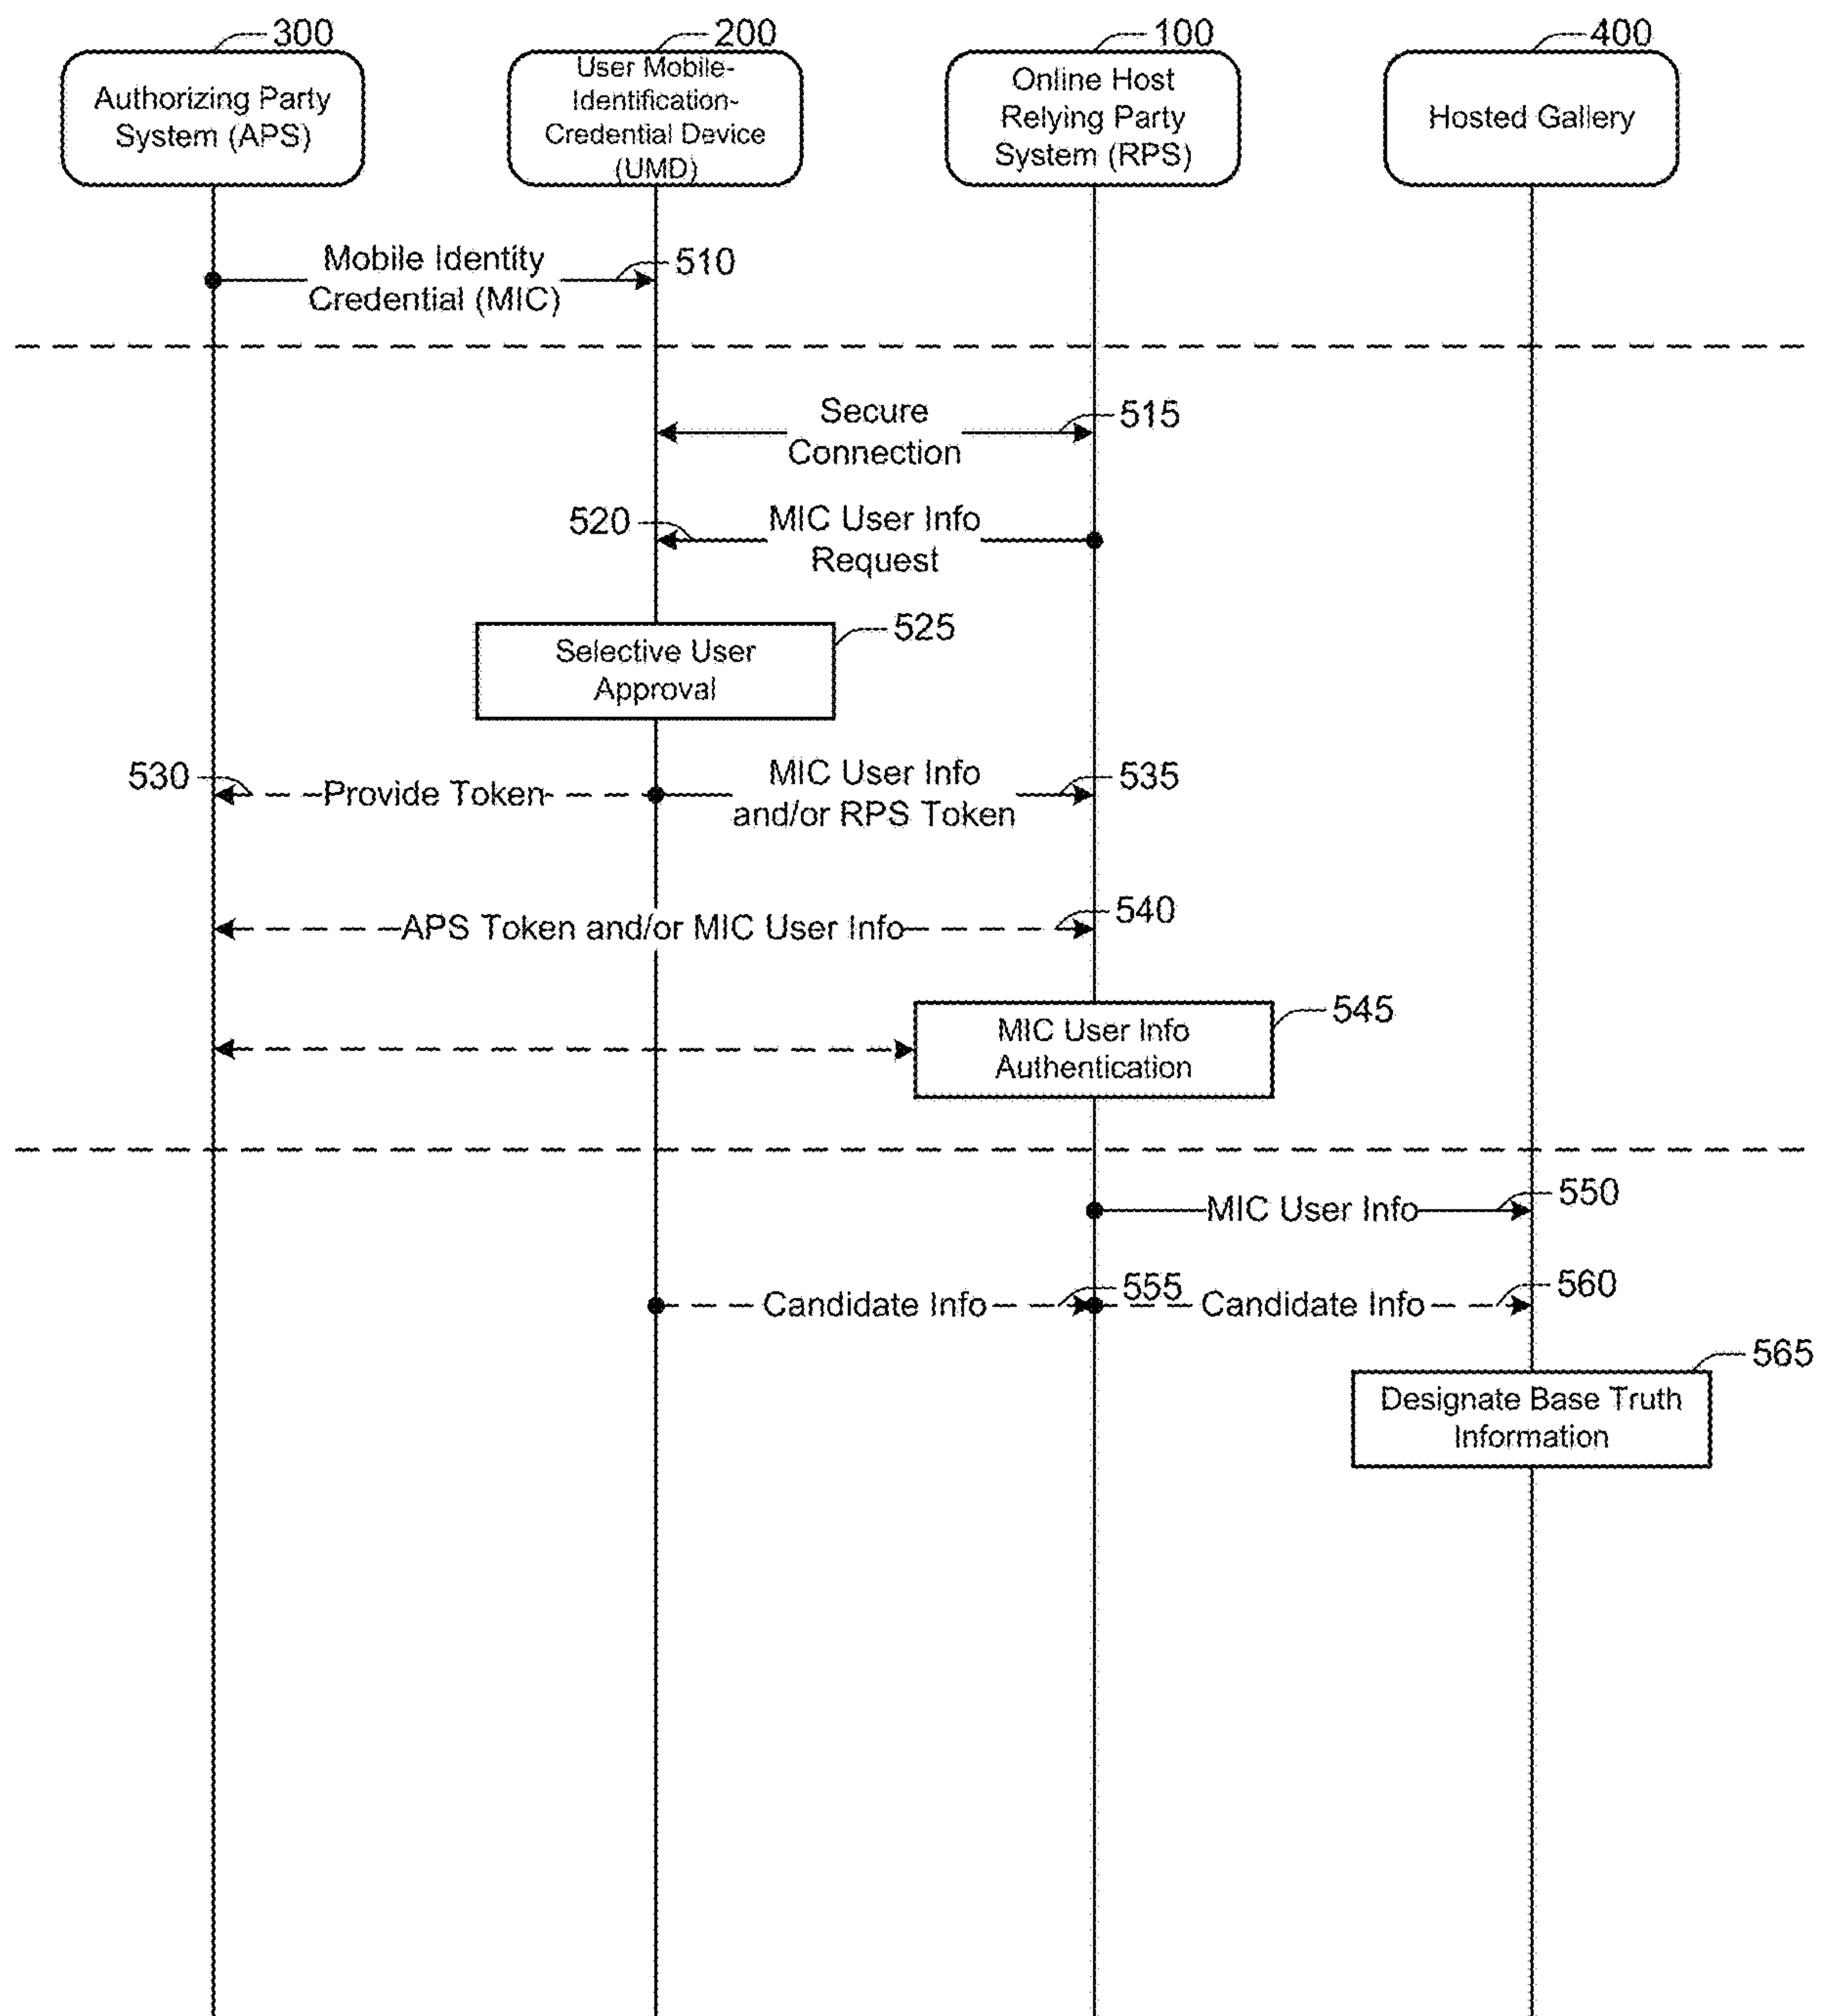 300
200
100
400
Authorizing Party
System (APS)
User Mobile-
Identification-
Credential Device
(UMD)
Online Host
Relying Party
System (RPS)
Hosted Gallery
Mobile Identity
Credential (MIC)
510
Secure
Connection
515
520
MIC User Info
Request
Selective User
Approval
525
530
Provide Token
MIC User Info
and/or RPS Token
535
APS Token and/or MIC User Info
540
MIC User Info
Authentication
545
MIC User Info
550
Candidate Info
555
Candidate Info
560
565
Designate Base Truth
Information